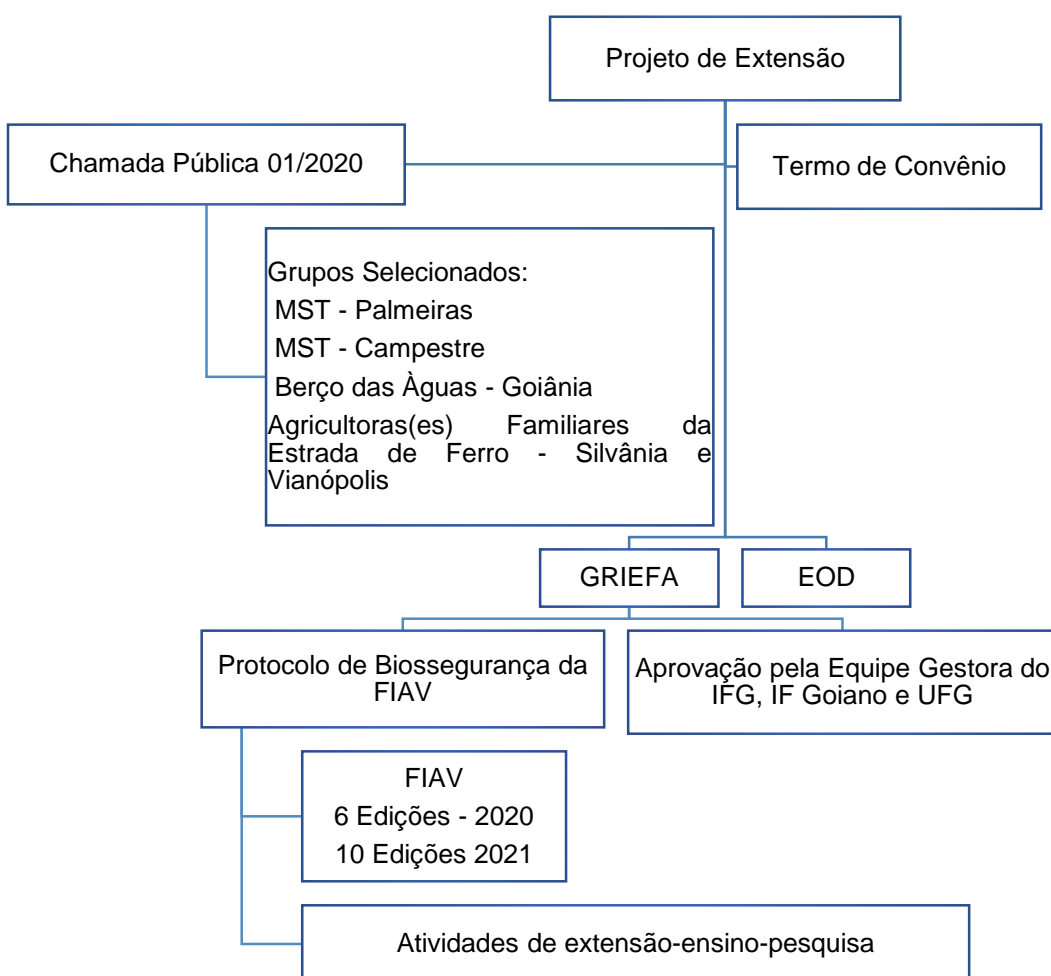 Projeto de Extensão
Chamada Pública 01/2020
Termo de Convênio
Grupos Selecionados:
MST - Palmeiras
MST - Campestre
Berço das Àguas - Goiânia
Agricultoras(es) Familiares da
Estrada de Ferro - Silvânia e
Vianópolis
GRIEFA
EOD
Protocolo de Biossegurança da
FIAV
Aprovação pela Equipe Gestora do
IFG, IF Goiano e UFG
FIAV
6 Edições - 2020
10 Edições 2021
Atividades de extensão-ensino-pesquisa